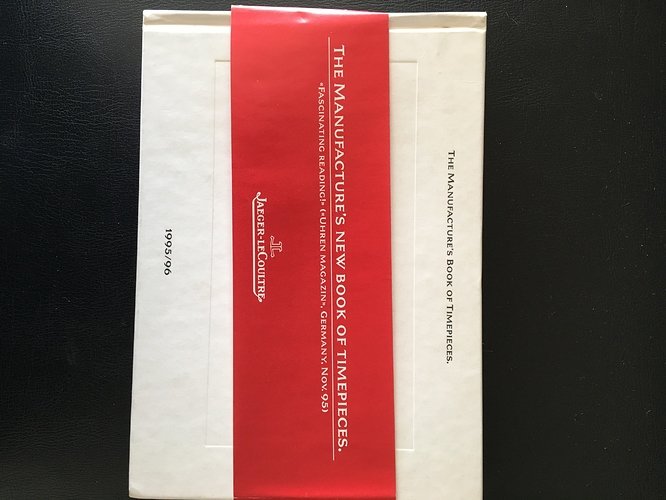 THE MANUFACTURE'S BOOK OF TIMEPIECES.
THE MANUFACTURE'S NEW BOOK OF TIMEPIECES.
«FASCINATING READING!» («UHREN MAGAZIN», GERMANY, NOV. 95)
JL
JAEGER-LECOULTRE
1995/96